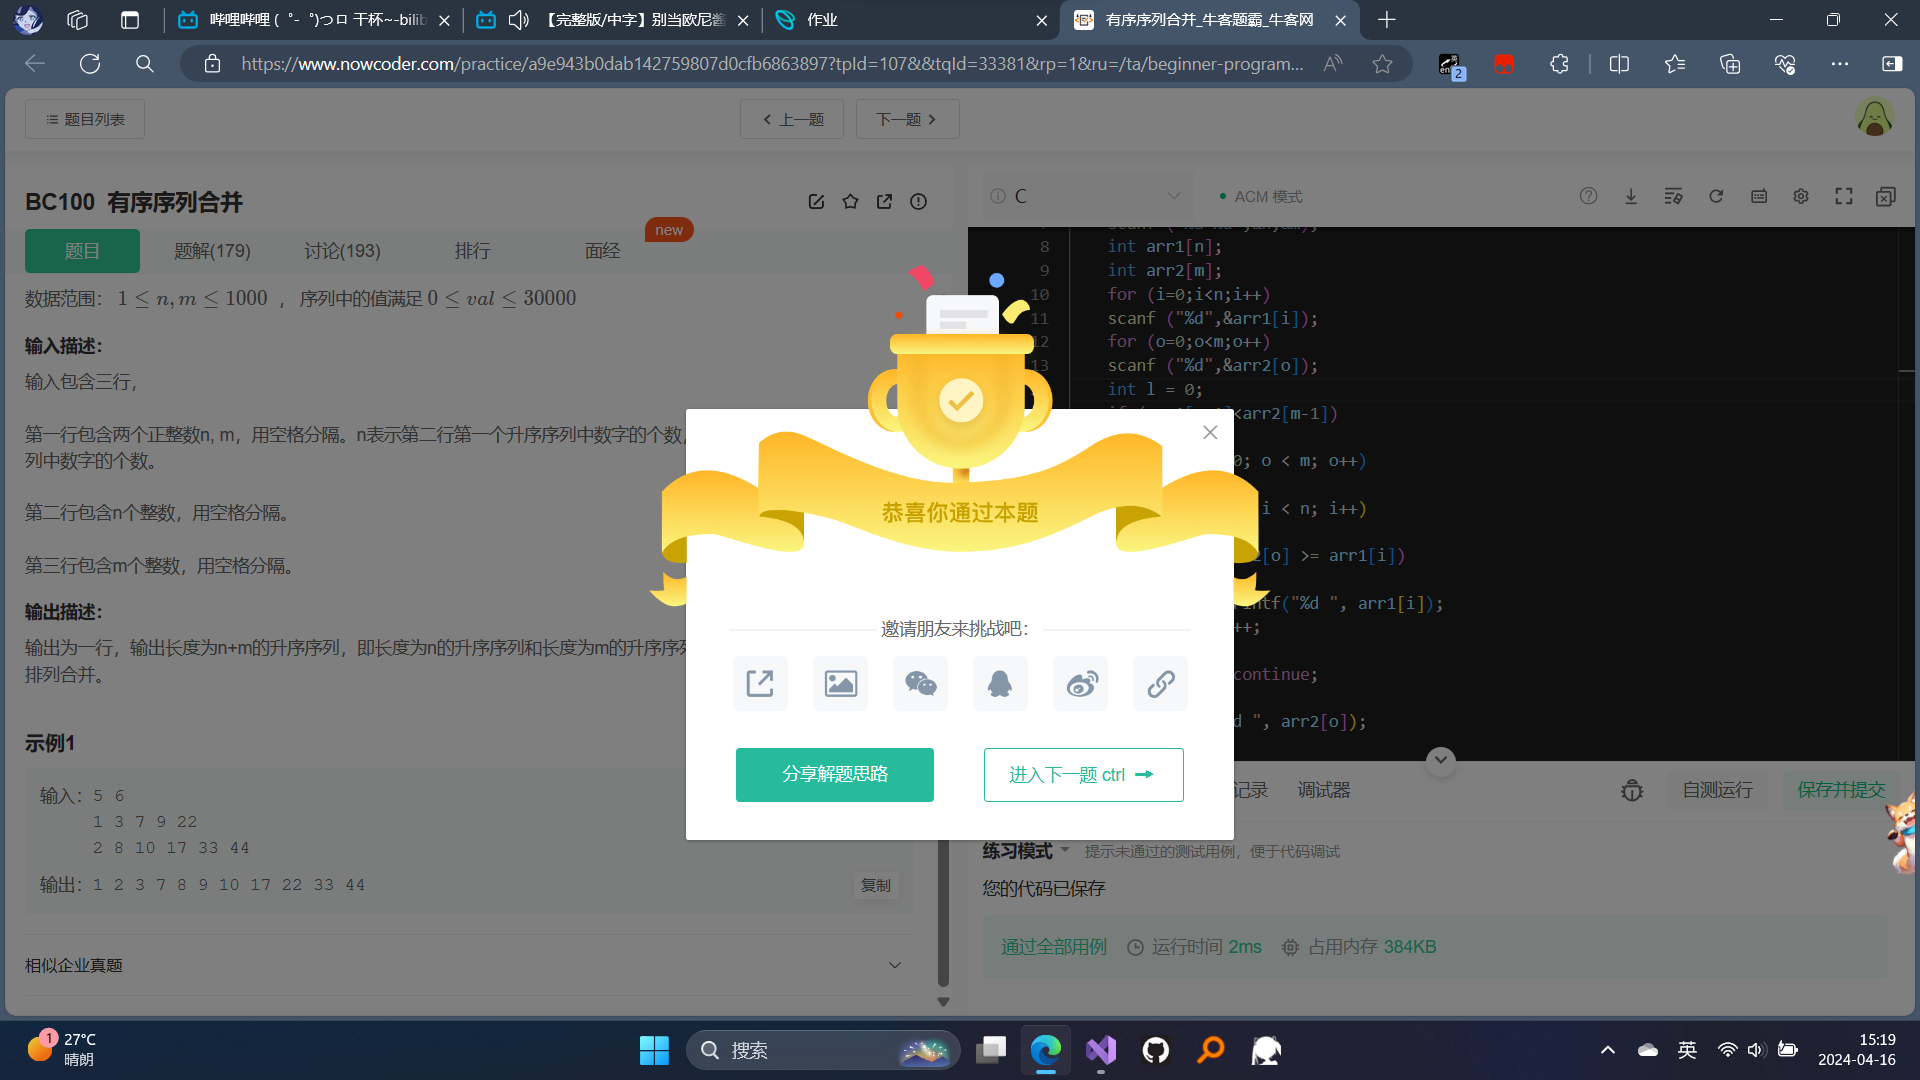 哔哩哔哩 (゜-゜)つロ 干杯~-bilib
【完整版/中字】别当欧尼酱
作业
有序序列合并_牛客题霸_牛客网
https://www.nowcoder.com/practice/a9e943b0dab142759807d0cfb6863897?tpId=107&&tqId=33381&rp=1&ru=/ta/beginner-program...
2
题目列表
上一题
下一题
BC100 有序序列合并
C
ACM 模式
new
题目
题解(179)
讨论(193)
排行
面经
数据范围： 1 ≤ n, m ≤ 1000 ， 序列中的值满足 0 ≤ val ≤ 30000
输入描述：
输入包含三行，
第一行包含两个正整数n, m，用空格分隔。n表示第二行第一个升序序列中数字的个数，
列中数字的个数。
第二行包含n个整数，用空格分隔。
第三行包含m个整数，用空格分隔。
输出描述：
输出为一行，输出长度为n+m的升序序列，即长度为n的升序序列和长度为m的升序序列
排列合并。
示例1
输入：5 6
1 3 7 9 22
2 8 10 17 33 44
输出：1 2 3 7 8 9 10 17 22 33 44
复制
相似企业真题
8 int arr1[n];
9 int arr2[m];
10 for (i=0;i<n;i++)
11 scanf ("%d",&arr1[i]);
12 for (o=0;o<m;o++)
13 scanf ("%d",&arr2[o]);
int l = 0;
<arr2[m-1])
0; o < m; o++)
i < n; i++)
[o] >= arr1[i])
ntf("%d ", arr1[i]);
++;
continue;
d ", arr2[o]);
恭喜你通过本题
邀请朋友来挑战吧：
分享解题思路
进入下一题 ctrl
记录
调试器
自测运行
保存并提交
练习模式
提示未通过的测试用例，便于代码调试
您的代码已保存
通过全部用例
运行时间 2ms
占用内存 384KB
1
27°C
晴朗
搜索
英
15:19
2024-04-16